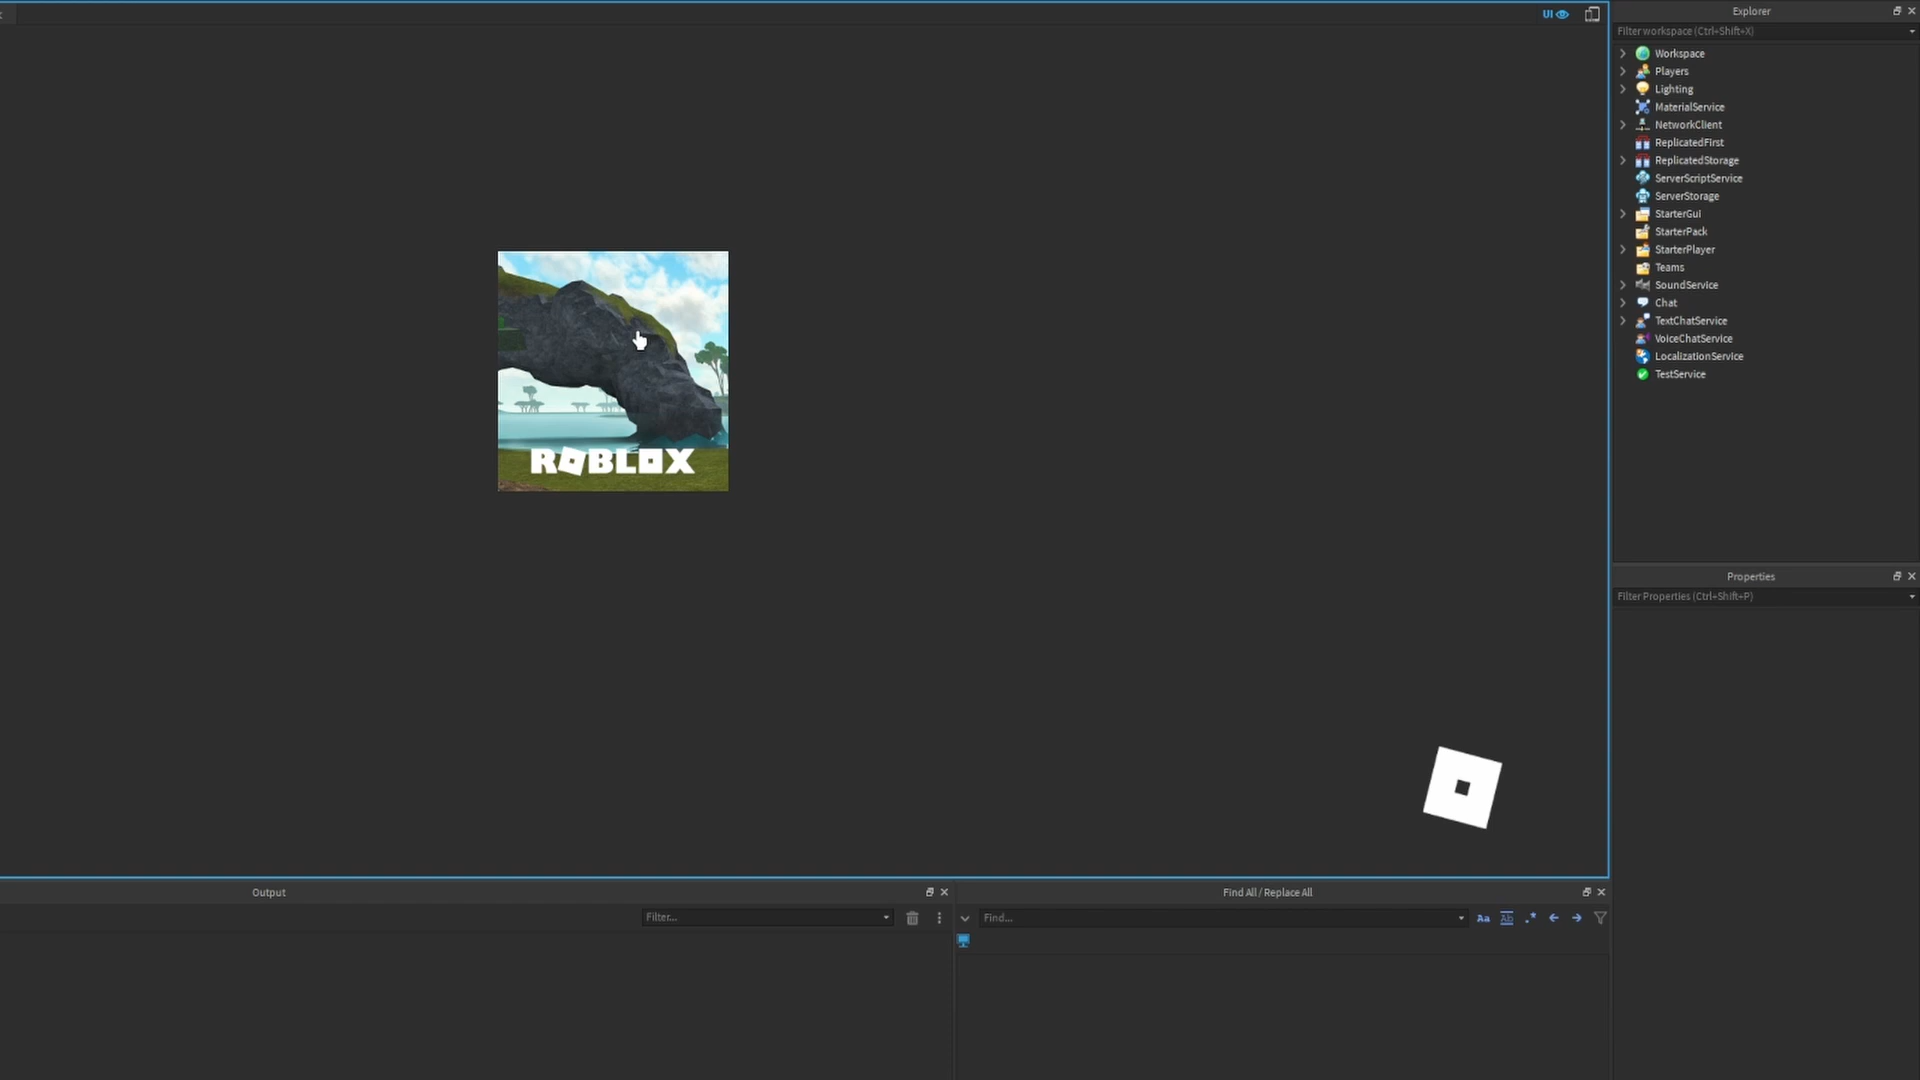 UI
Explorer
Filter workspace (Ctrl+Shift+X)
Workspace
Players
Lighting
MaterialService
NetworkClient
ReplicatedFirst
ReplicatedStorage
ServerScriptService
ServerStorage
StarterGui
StarterPack
StarterPlayer
Teams
SoundService
Chat
TextChatService
VoiceChatService
LocalizationService
TestService
ROBLOX
Properties
Filter Properties (Ctrl+Shift+P)
Output
Find All / Replace All
Filter...
Find...
Aa
Ab
.*